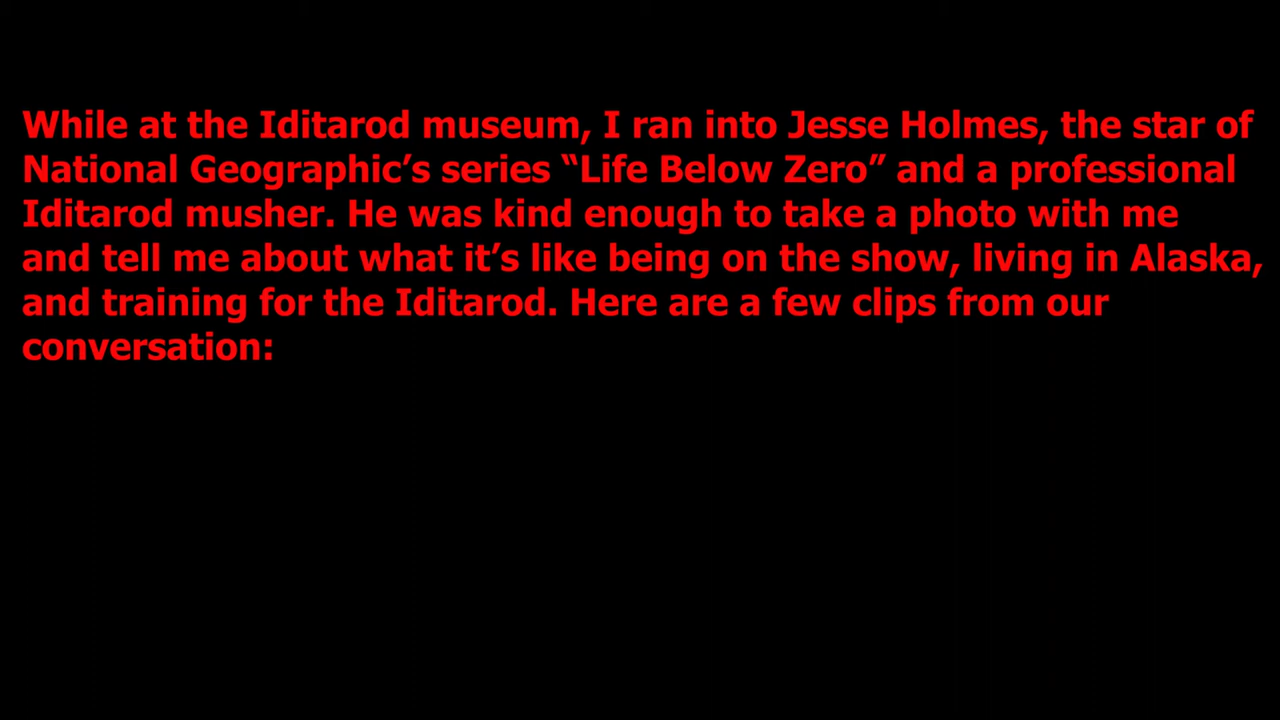 While at the Iditarod museum, I ran into Jesse Holmes, the star of
National Geographic’s series “Life Below Zero” and a professional
Iditarod musher. He was kind enough to take a photo with me
and tell me about what it’s like being on the show, living in Alaska,
and training for the Iditarod. Here are a few clips from our
conversation: